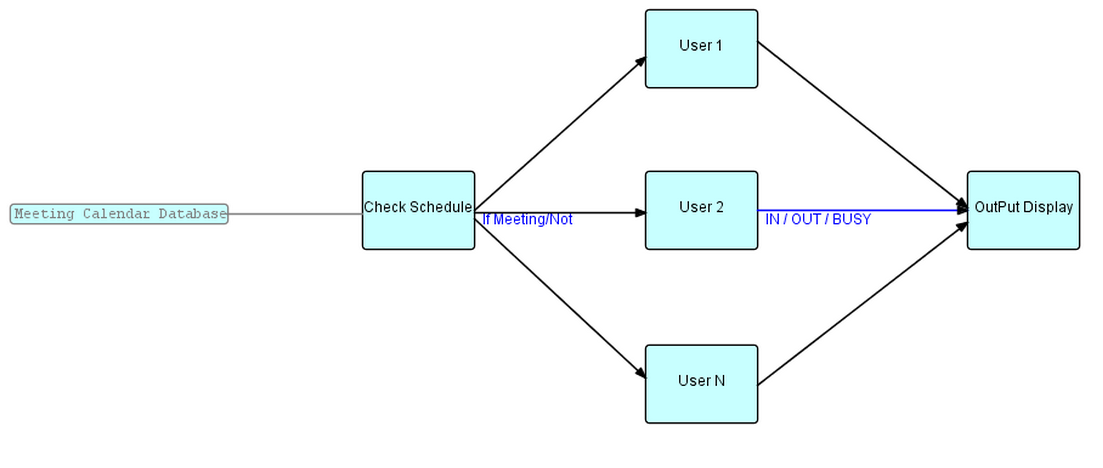 User 1
Meeting Calendar Database
Check Schedule
If Meeting/Not
User 2
IN / OUT / BUSY
OutPut Display
User N